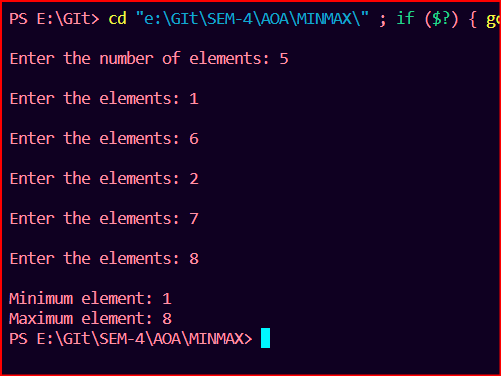 PS E:\GIt> cd "e:\GIt\SEM-4\AOA\MINMAX\" ; if ($?) { g
Enter the number of elements: 5
Enter the elements: 1
Enter the elements: 6
Enter the elements: 2
Enter the elements: 7
Enter the elements: 8
Minimum element: 1
Maximum element: 8
PS E:\GIt\SEM-4\AOA\MINMAX>